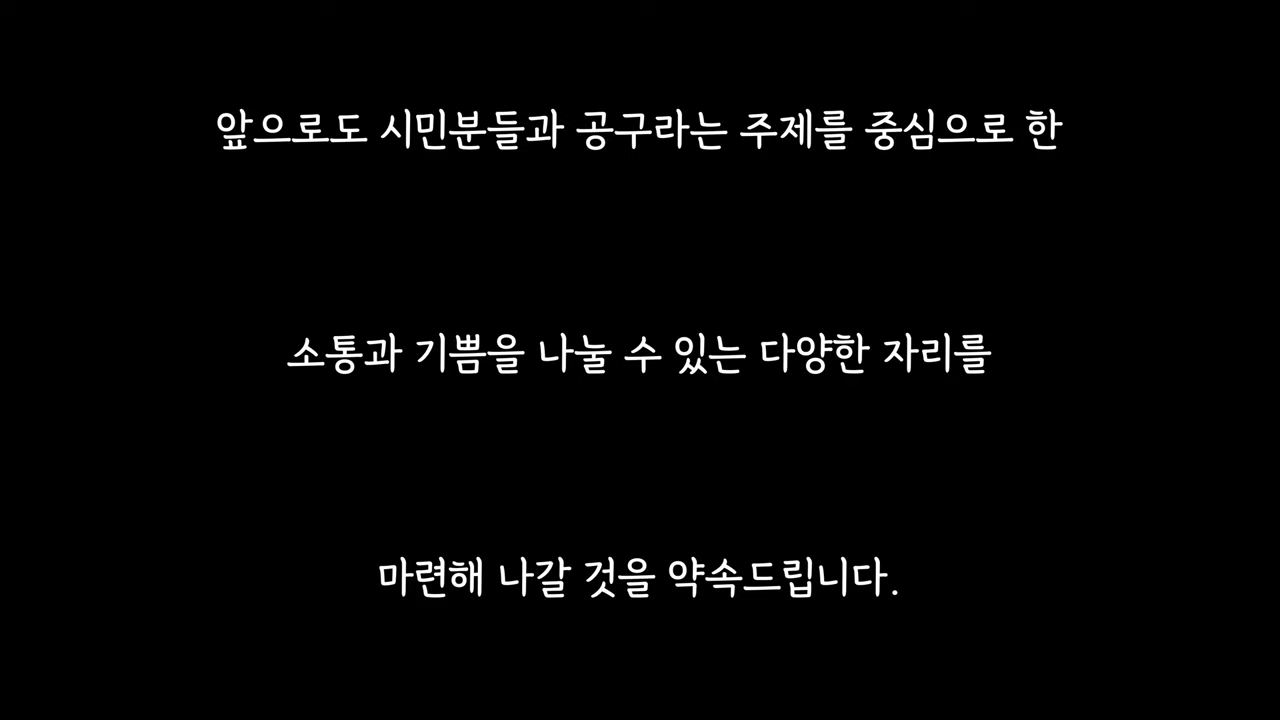 앞으로도 시민분들과 공구라는 주제를 중심으로 한
소통과 기쁨을 나눌 수 있는 다양한 자리를
마련해 나갈 것을 약속드립니다.